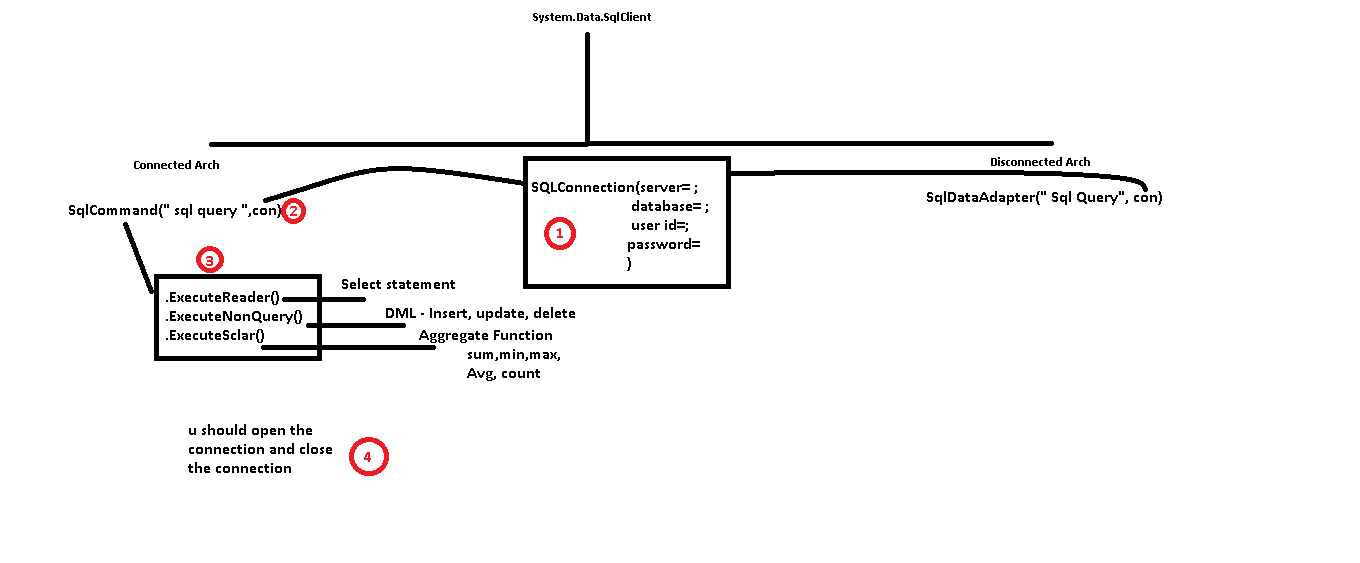 System.Data.SqlClient
Connected Arch
Disconnected Arch
SQLConnection(server= ;
database= ;
user id=;
password=
)
1
SqlCommand(" sql query ",con)
2
SqlDataAdapter(" Sql Query", con)
3
.ExecuteReader()
.ExecuteNonQuery()
.ExecuteSclar()
Select statement
DML - Insert, update, delete
Aggregate Function
sum,min,max,
Avg, count
u should open the
connection and close
the connection
4